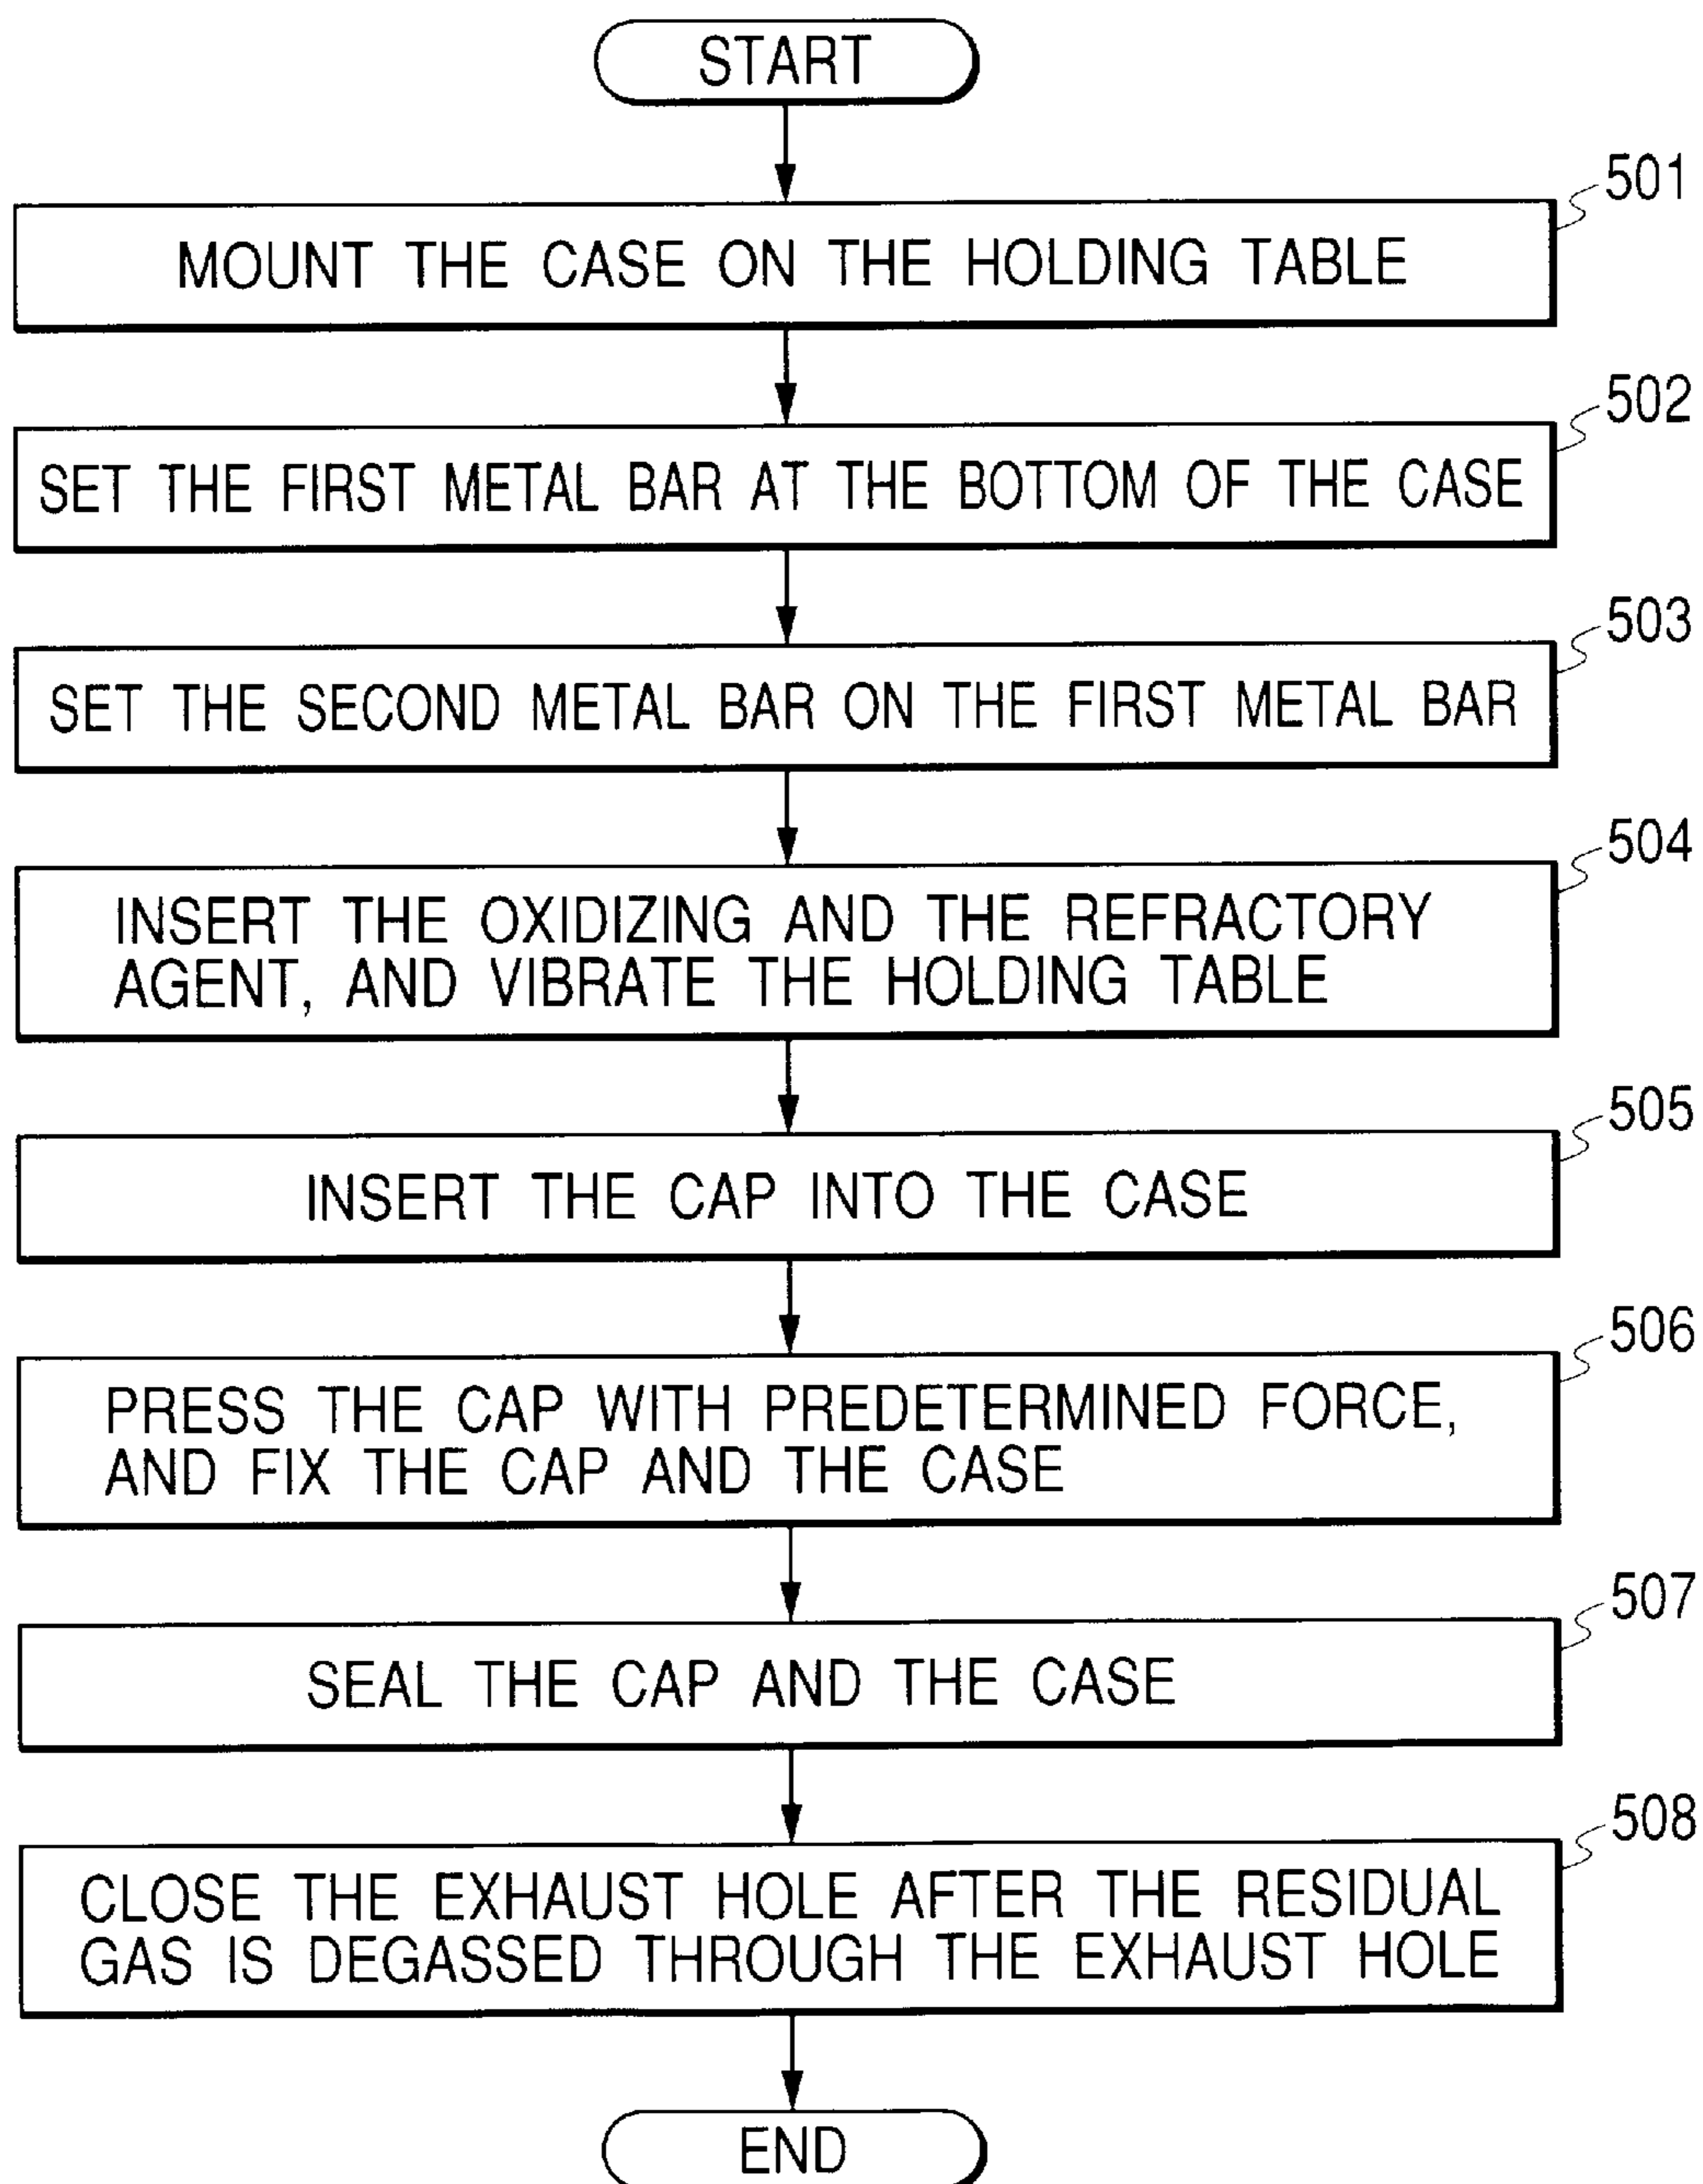 START
501
MOUNT THE CASE ON THE HOLDING TABLE
502
SET THE FIRST METAL BAR AT THE BOTTOM OF THE CASE
503
SET THE SECOND METAL BAR ON THE FIRST METAL BAR
504
INSERT THE OXIDIZING AND THE REFRACTORY
AGENT, AND VIBRATE THE HOLDING TABLE
505
INSERT THE CAP INTO THE CASE
506
PRESS THE CAP WITH PREDETERMINED FORCE,
AND FIX THE CAP AND THE CASE
507
SEAL THE CAP AND THE CASE
508
CLOSE THE EXHAUST HOLE AFTER THE RESIDUAL
GAS IS DEGASSED THROUGH THE EXHAUST HOLE
END